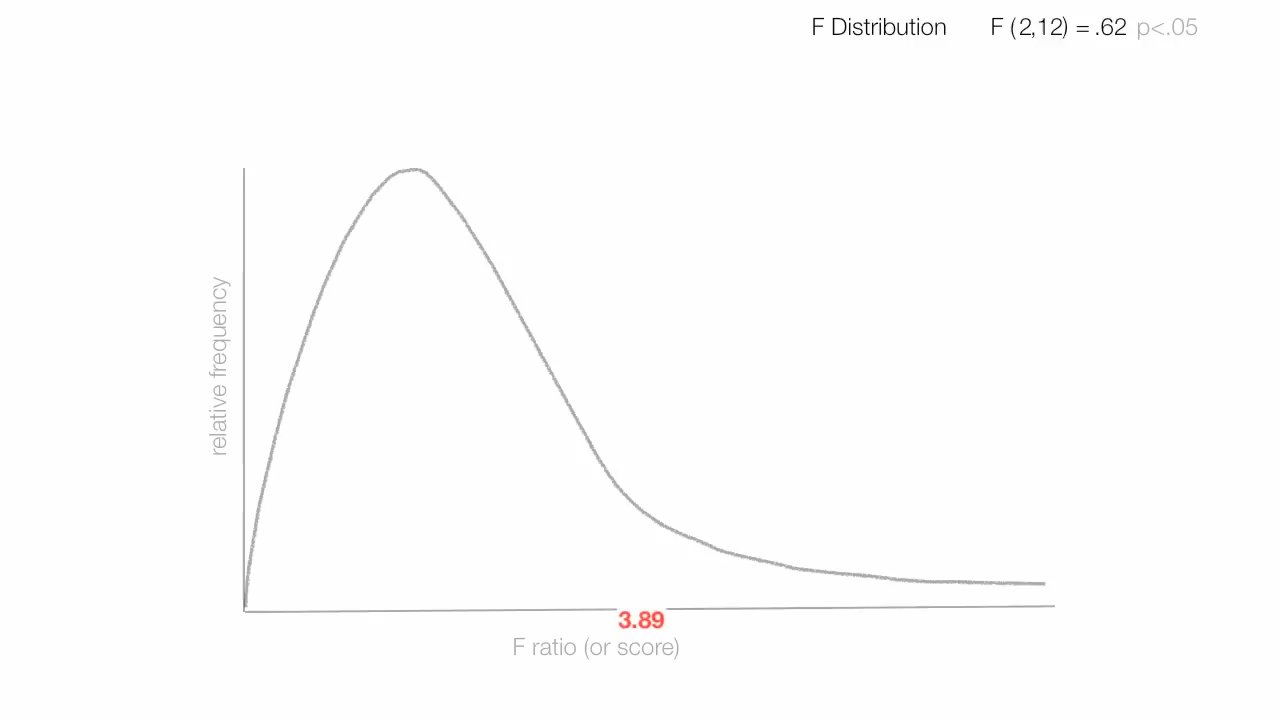 F Distribution F (2,12) = .62 p<.05
relative frequency
3.89
F ratio (or score)